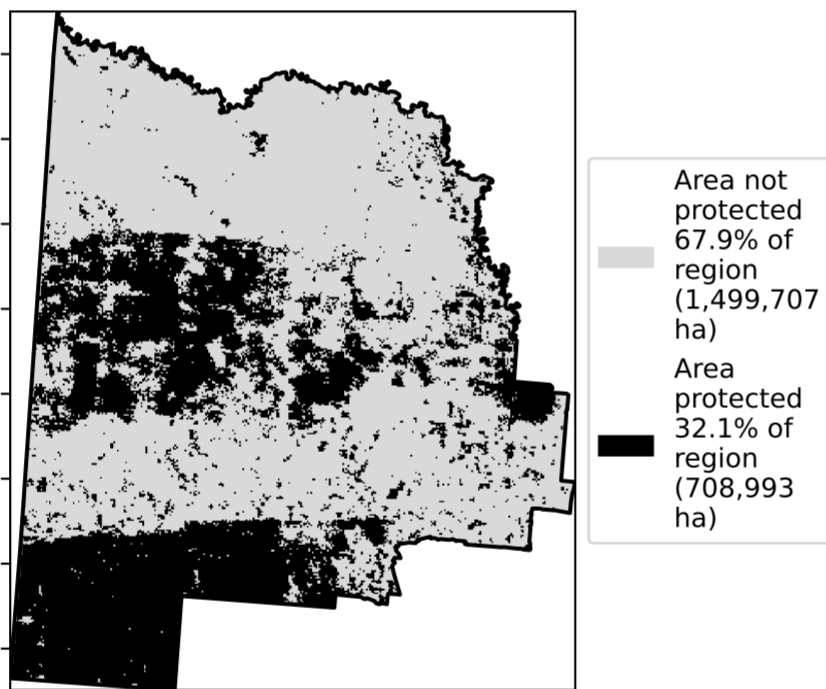 Area not
protected
67.9% of
region
(1,499,707
ha)
Area
protected
32.1% of
region
(708,993
ha)